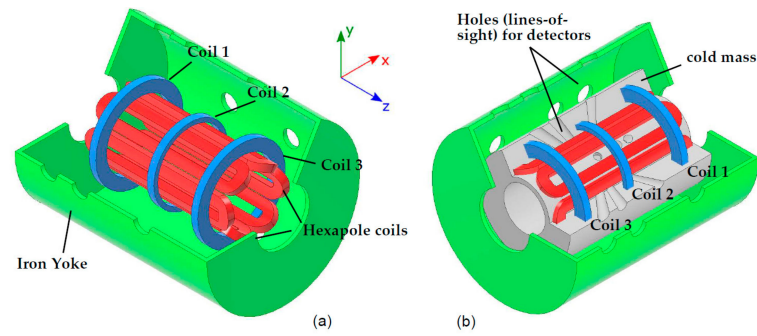 Coil 1
Coil 2
Coil 3
Hexapole coils
Iron Yoke
y
x
z
(a)
Holes (lines-of-
sight) for detectors
cold mass
Coil 1
Coil 2
Coil 3
(b)